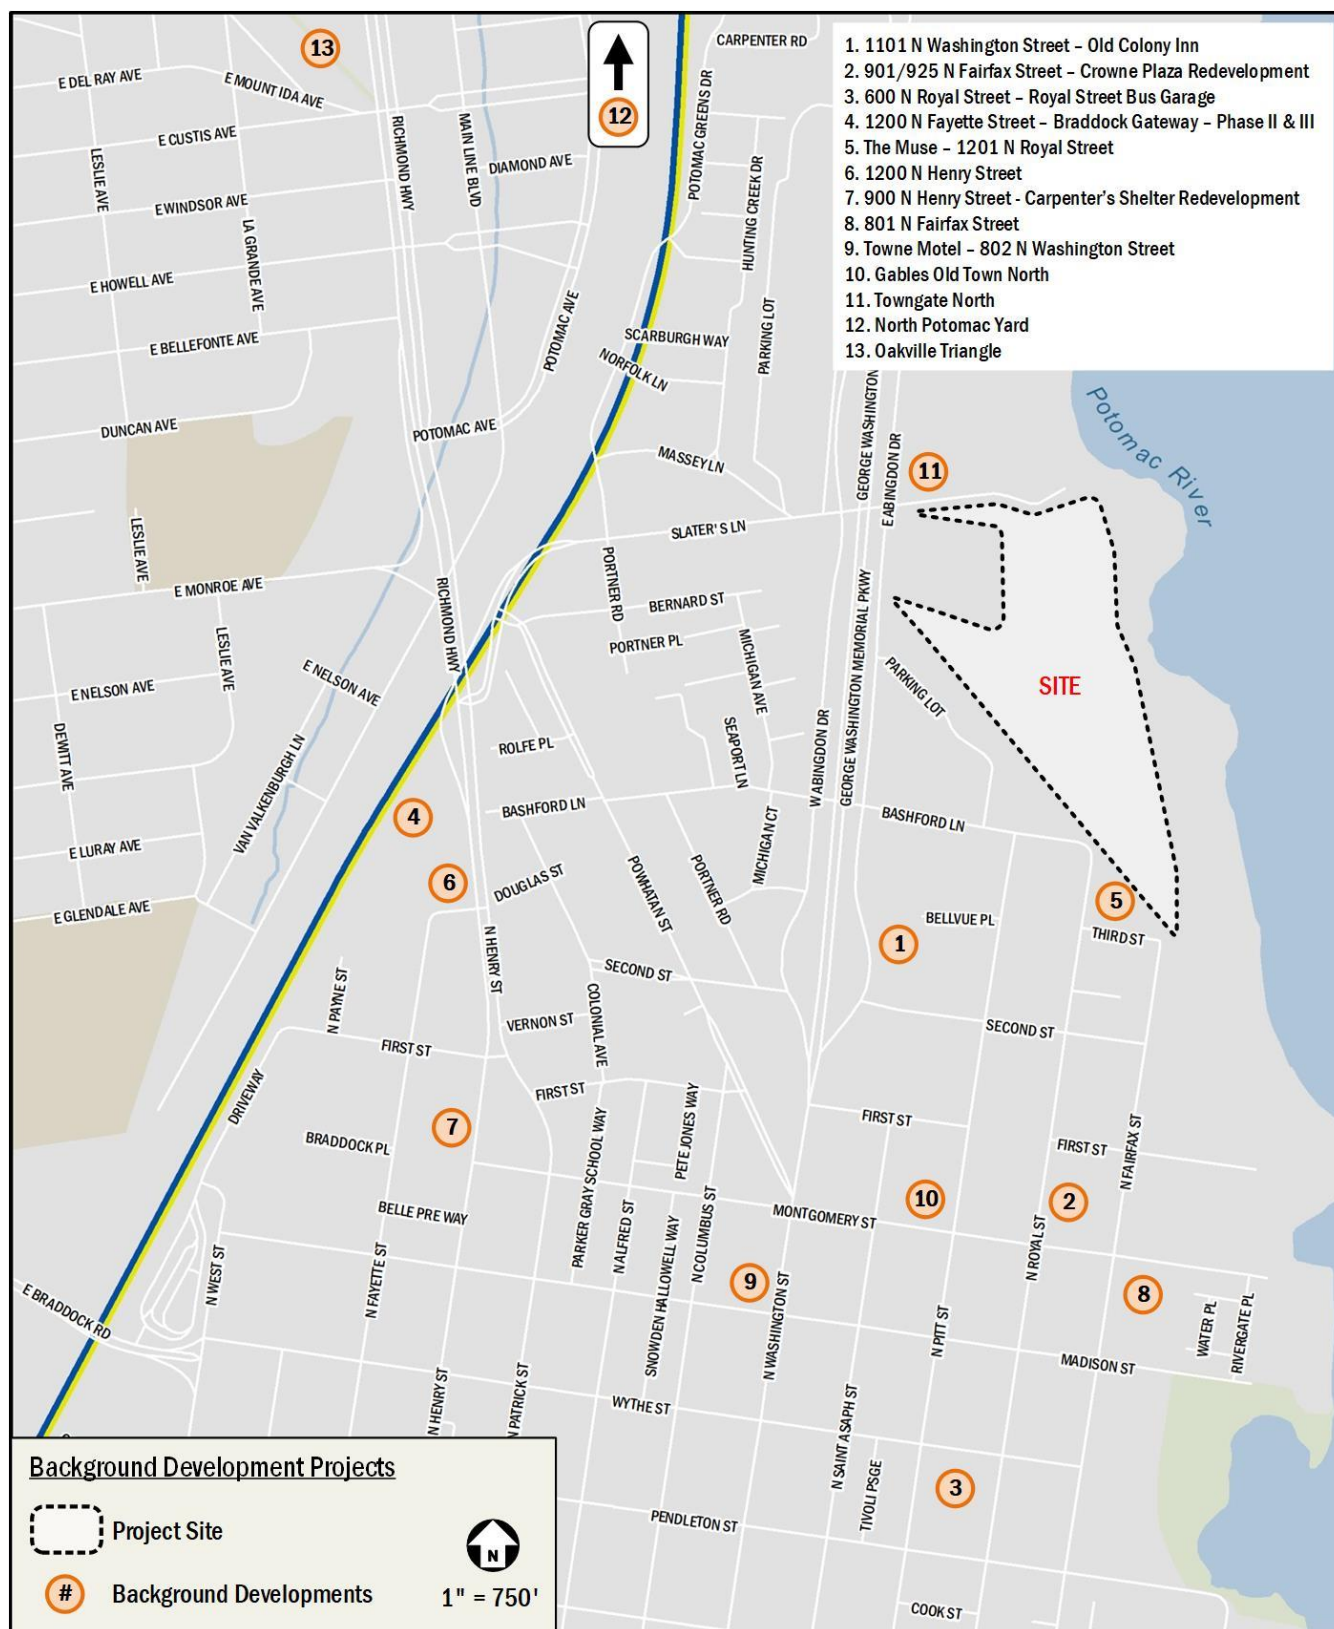 1. 1101 N Washington Street – Old Colony Inn
2. 901/925 N Fairfax Street – Crowne Plaza Redevelopment
3. 600 N Royal Street – Royal Street Bus Garage
4. 1200 N Fayette Street – Braddock Gateway – Phase II & III
5. The Muse – 1201 N Royal Street
6. 1200 N Henry Street
7. 900 N Henry Street - Carpenter's Shelter Redevelopment
8. 801 N Fairfax Street
9. Towne Motel – 802 N Washington Street
10. Gables Old Town North
11. Towngate North
12. North Potomac Yard
13. Oakville Triangle
13
12
CARPENTER RD
E DEL RAY AVE
E MOUNT IDA AVE
E CUSTIS AVE
RICHMOND HWY
MAIN LINE BLVD
DIAMOND AVE
POTOMAC GREENS DR
LESLIE AVE
E WINDSOR AVE
LA GRANDE AVE
HUNTING CREEK DR
E HOWELL AVE
E BELLEFONTE AVE
POTOMAC AVE
SCARBURGH WAY
NORFOLK LN
PARKING LOT
DUNCAN AVE
POTOMAC AVE
MASSEY LN
GEORGE WASHINGTON
E ABINGDON DR
11
Potomac River
LESLIE AVE
SLATER'S LN
E MONROE AVE
RICHMOND HWY
PORTNER RD
BERNARD ST
PORTNER PL
MICHIGAN AVE
GEORGE WASHINGTON MEMORIAL PKWY
LESLIE AVE
E NELSON AVE
E NELSON AVE
PARKING LOT
SITE
DEWITT AVE
VAN VALKENBURGH LN
ROLFE PL
SEAPORT LN
W ABINGDON DR
BASHFORD LN
BASHFORD LN
4
E LURAY AVE
MICHIGAN CT
6
DOUGLAS ST
POWHATAN ST
PORTNER RD
E GLENDALE AVE
5
BELLVUE PL
THIRD ST
1
N HENRY ST
SECOND ST
N PAYNE ST
COLONIAL AVE
VERNON ST
SECOND ST
FIRST ST
FIRST ST
DRIVEWAY
PETE JONES WAY
FIRST ST
7
BRADDOCK PL
PARKER GRAY SCHOOL WAY
FIRST ST
N FAIRFAX ST
BELLE PRE WAY
N ALFRED ST
N COLUMBUS ST
MONTGOMERY ST
10
2
N WEST ST
N FAYETTE ST
SNOWDEN HALLOWELL WAY
9
N WASHINGTON ST
N ROYAL ST
8
E BRADDOCK RD
N PITT ST
WATER PL
RIVERGATE PL
MADISON ST
N HENRY ST
N PATRICK ST
WYTHE ST
N SAINT ASAPH ST
TIVOLI PSGE
3
PENDLETON ST
COOK ST
Background Development Projects
Project Site
N
# Background Developments
1" = 750'